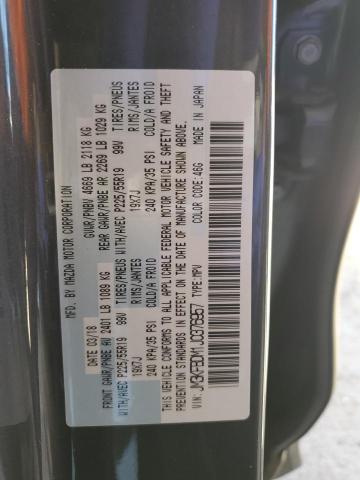 MFD. BY MAZDA MOTOR CORPORATION
DATE 03/18 GVWR/PNBV 4669 LB 2118 KG
FRONT GAWR/PNBE AV 2401 LB 1089 KG REAR GAWR/PNBE AR 2269 LB 1029 KG
WITH/AVEC P225/55R19 99V TIRES/PNEUS WITH/AVEC P225/55R19 99V TIRES/PNEUS
19X7J RIMS/JANTES 19X7J RIMS/JANTES
240 KPA/35 PSI COLD/A FROID 240 KPA/35 PSI COLD/A FROID
THIS VEHICLE CONFORMS TO ALL APPLICABLE FEDERAL MOTOR VEHICLE SAFETY AND THEFT
PREVENTION STANDARDS IN EFFECT ON THE DATE OF MANUFACTURE SHOWN ABOVE.
TYPE:MPV COLOR CODE:46G MADE IN JAPAN